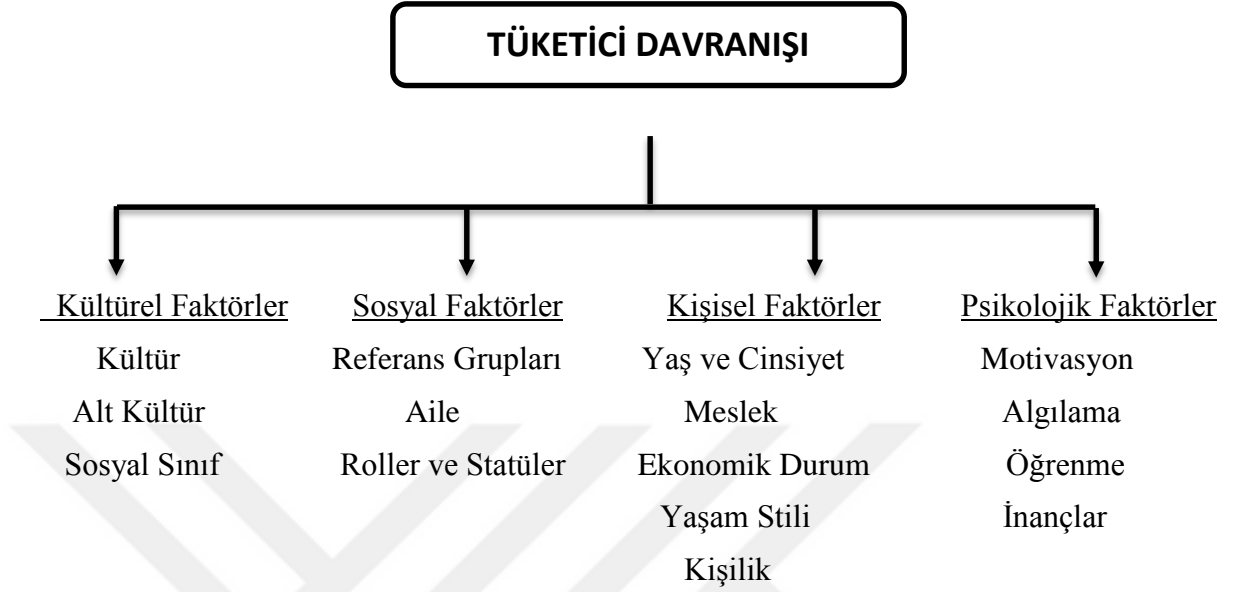 TÜKETİCİ DAVRANIŞI
Kültürel Faktörler
Kültür
Alt Kültür
Sosyal Sınıf
Sosyal Faktörler
Referans Grupları
Aile
Roller ve Statüler
Kişisel Faktörler
Yaş ve Cinsiyet
Meslek
Ekonomik Durum
Yaşam Stili
Kişilik
Psikolojik Faktörler
Motivasyon
Algılama
Öğrenme
İnançlar